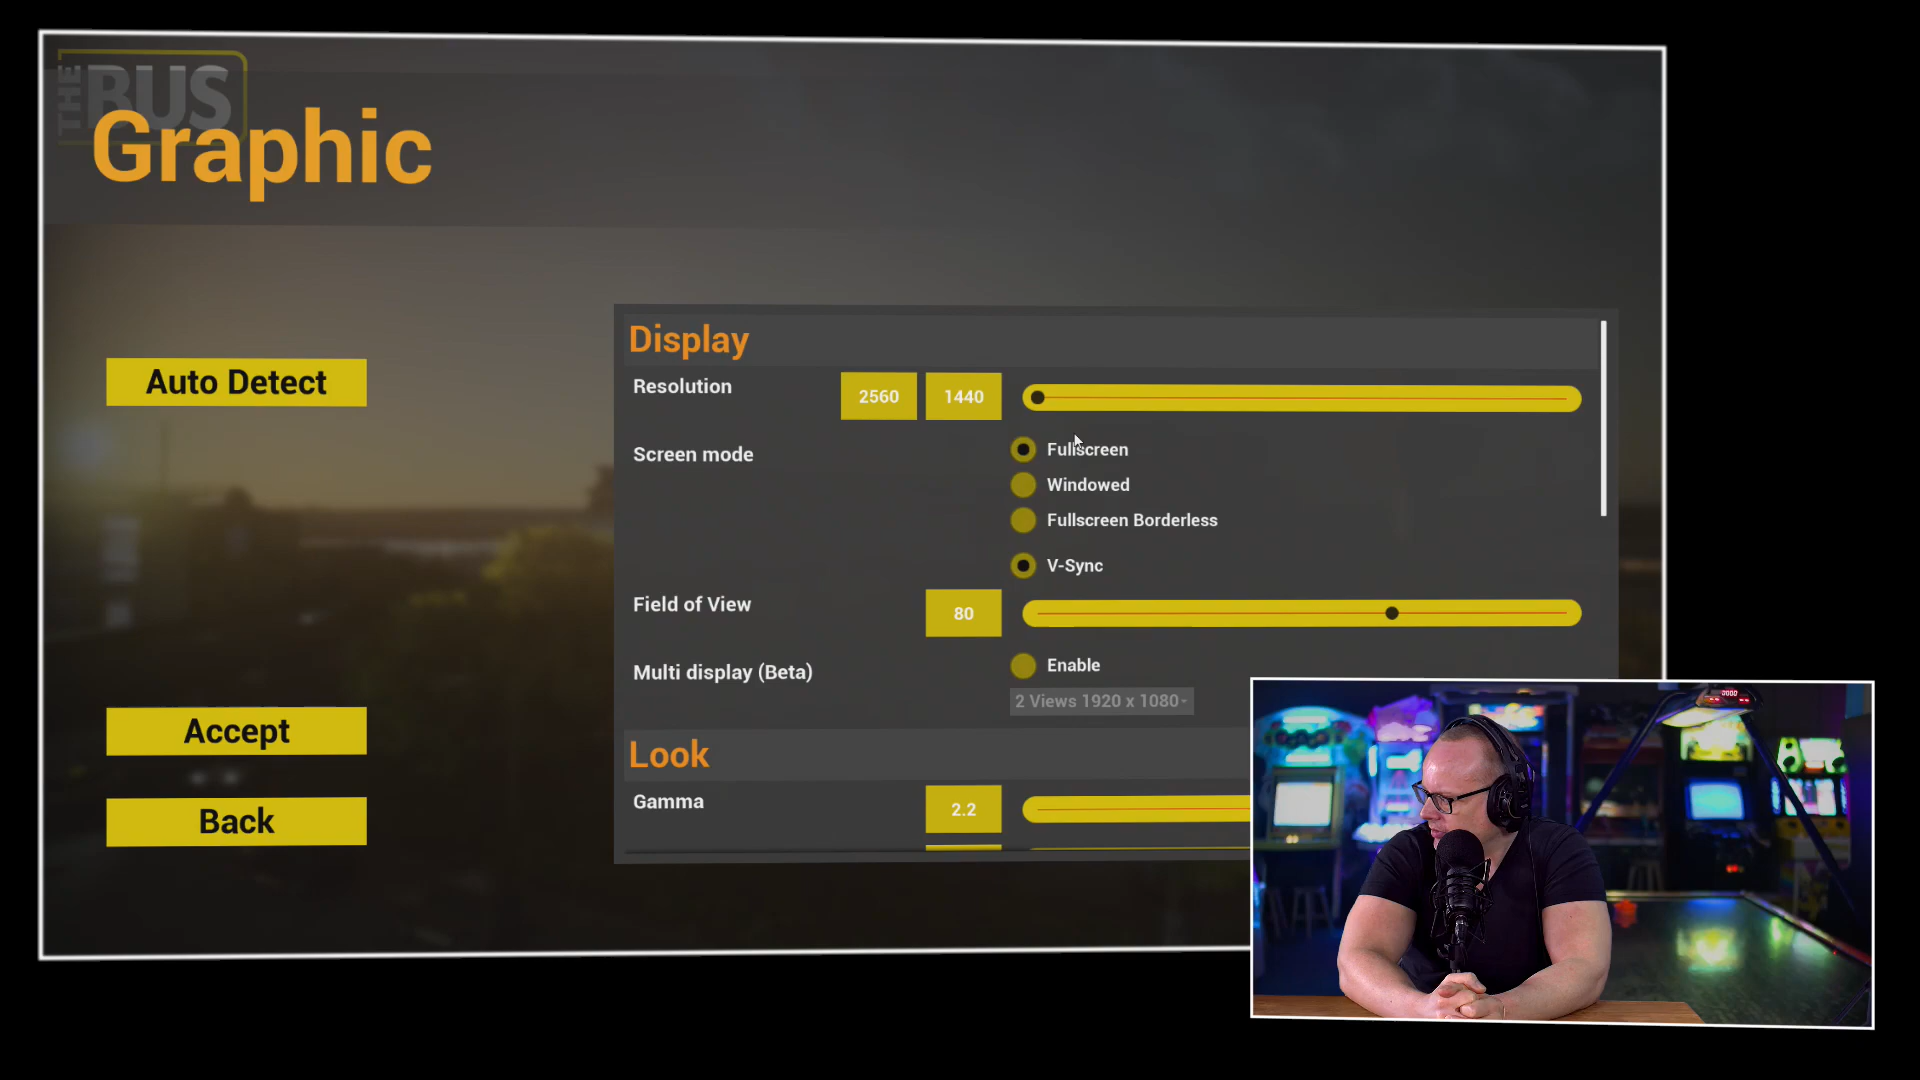 THE BUS
Graphic
Auto Detect
Accept
Back
Display
Resolution 2560 1440
Screen mode
Fullscreen
Windowed
Fullscreen Borderless
V-Sync
Field of View 80
Multi display (Beta) Enable
2 Views 1920 x 1080
Look
Gamma 2.2